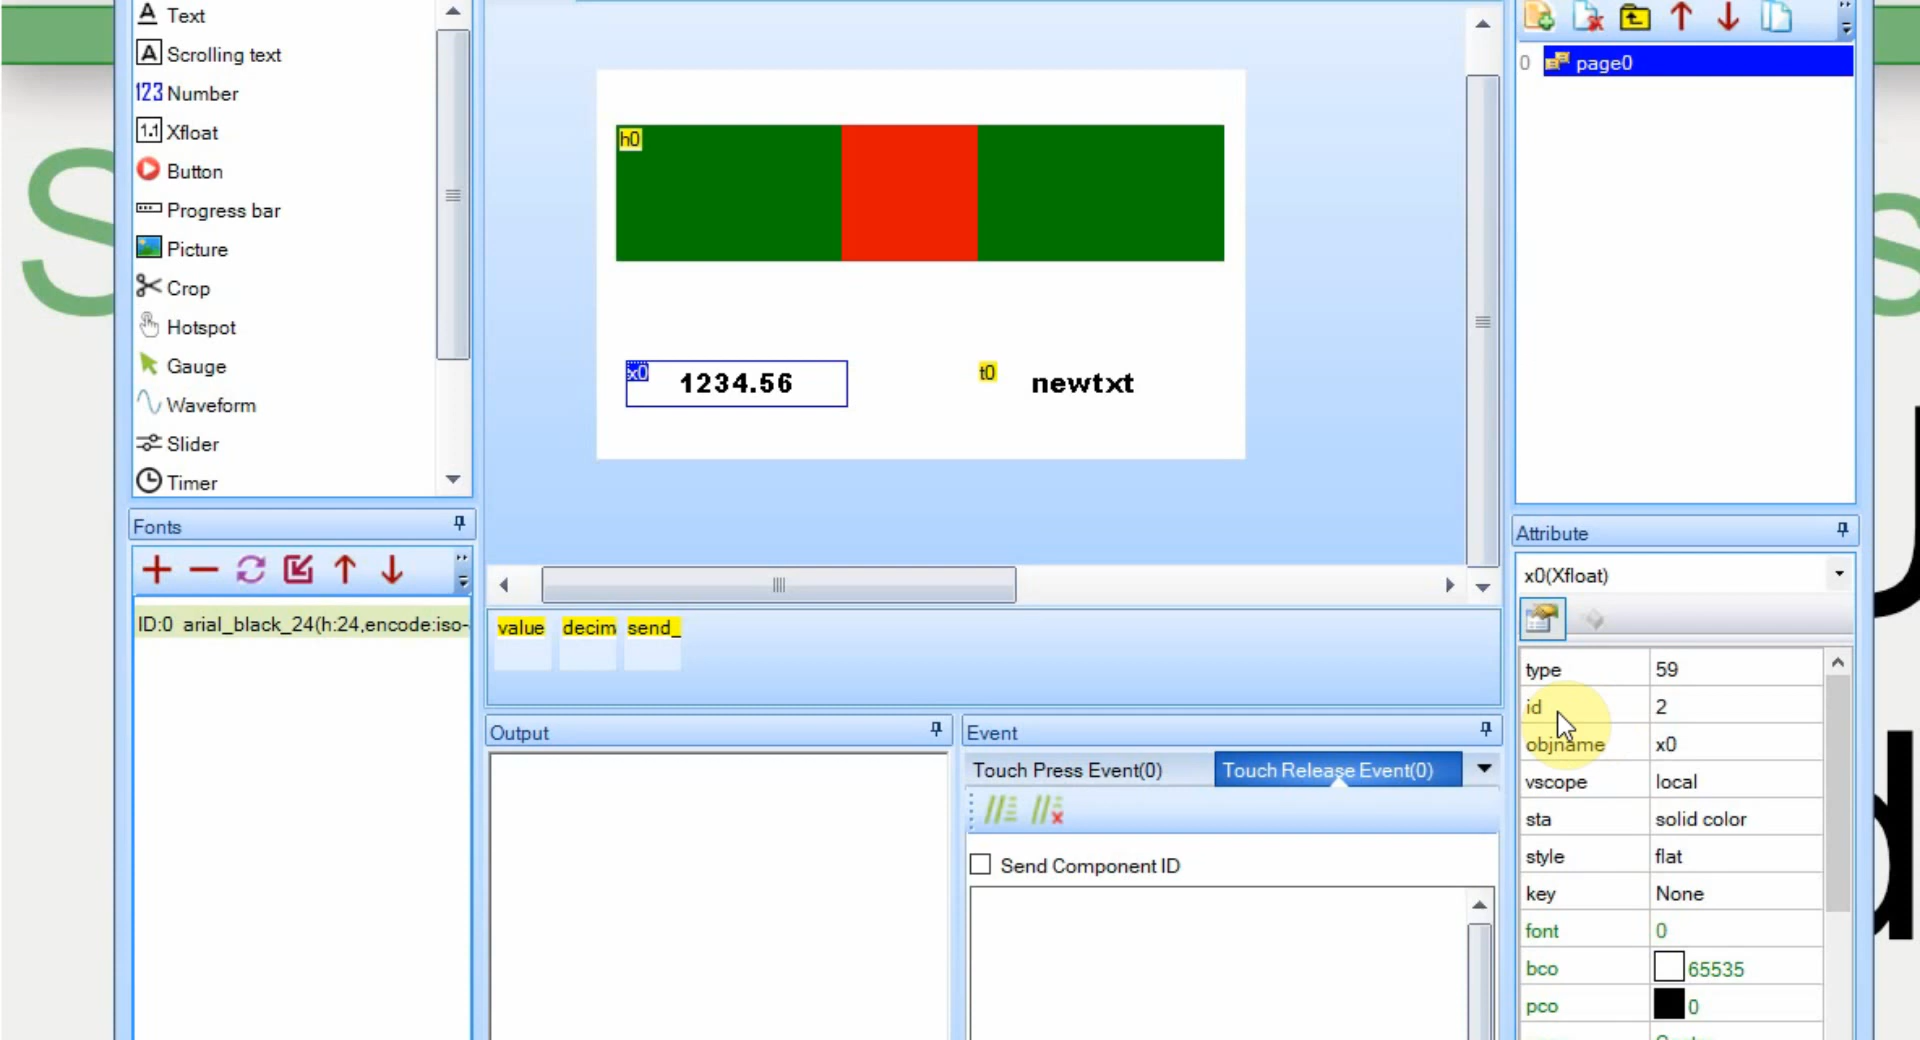 Text
Scrolling text
123 Number
1.1 Xfloat
Button
Progress bar
Picture
Crop
Hotspot
Gauge
Waveform
Slider
Timer
Fonts
ID:0 arial_black_24(h:24,encode:iso-
h0
x0 1234.56
t0 newtxt
value decim send_
Output
Event
Touch Press Event(0) Touch Release Event(0)
Send Component ID
0 page0
Attribute
x0(Xfloat)
type 59
id 2
objname x0
vscope local
sta solid color
style flat
key None
font 0
bco 65535
pco 0